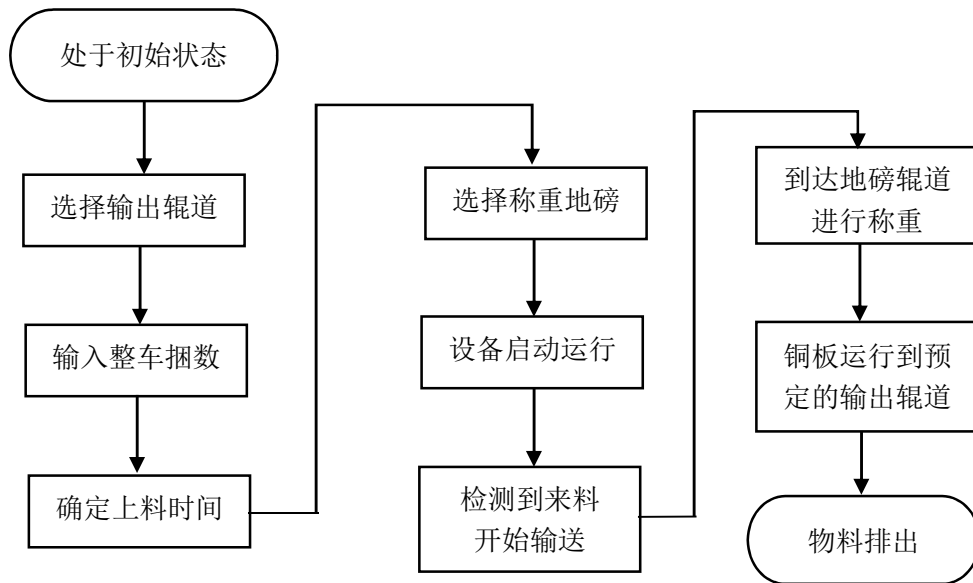 处于初始状态
选择输出辊道
输入整车捆数
确定上料时间
选择称重地磅
设备启动运行
检测到来料
开始输送
到达地磅辊道
进行称重
铜板运行到预
定的输出辊道
物料排出